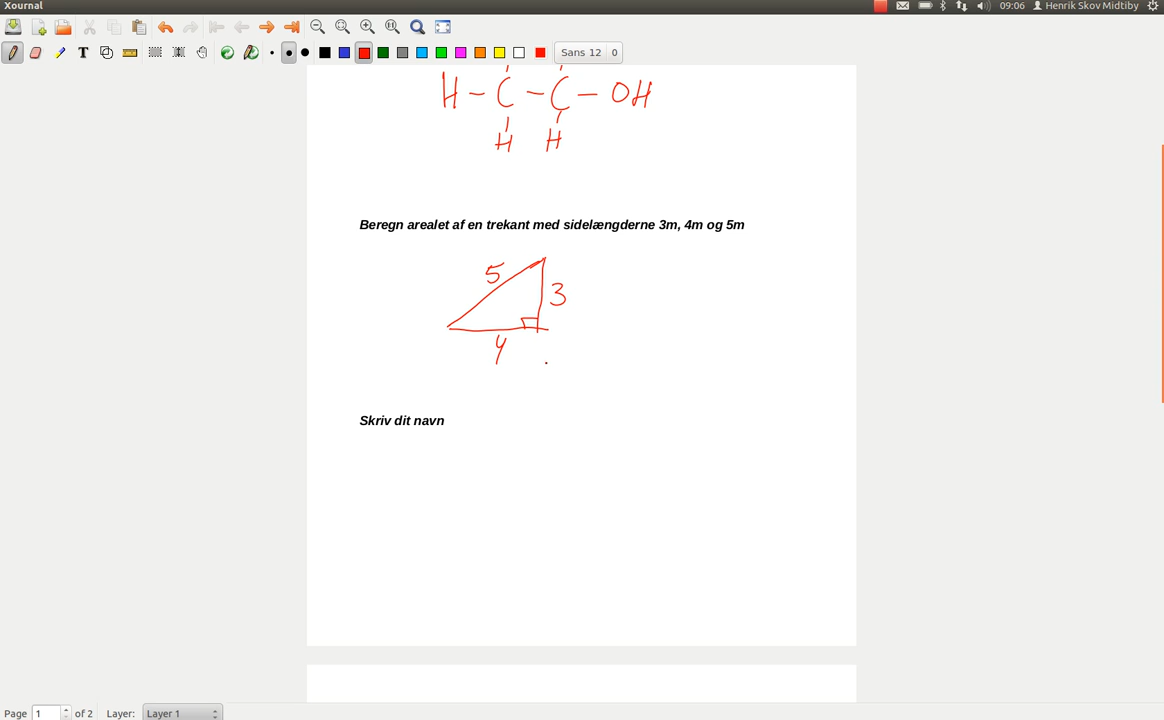 Xournal
09:06 Henrik Skov Midtiby
T
Sans 12 0
H - C - C - OH
H H
Beregn arealet af en trekant med sidelængderne 3m, 4m og 5m
5
3
4
Skriv dit navn
Page 1 of 2 Layer: Layer 1